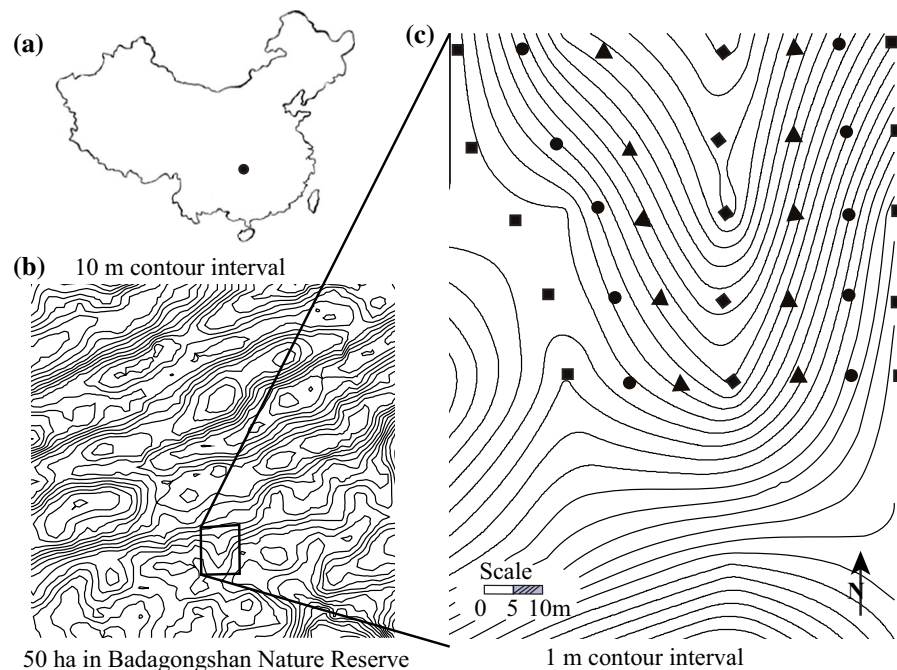 (a)
(b)
10 m contour interval
50 ha in Badagongshan Nature Reserve
(c)
Scale
0 5 10m
N
1 m contour interval